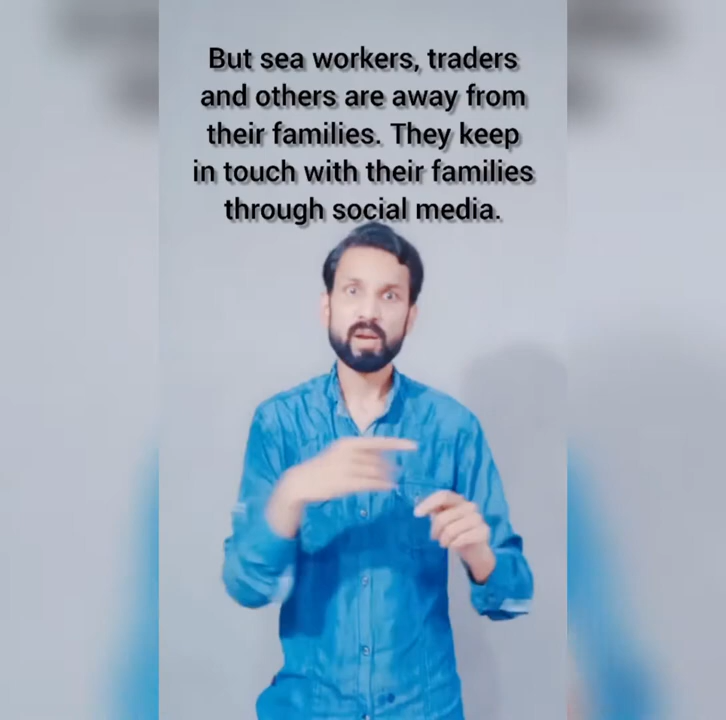 But sea workers, traders
and others are away from
their families. They keep
in touch with their families
through social media.